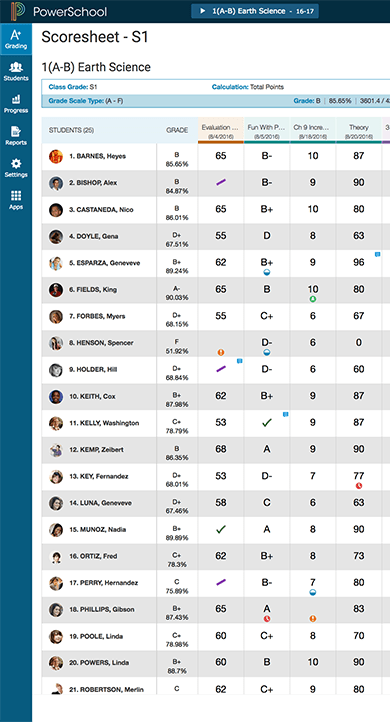 PowerSchool
1(A-B) Earth Science - 16-17
A+
Grading
Students
Progress
Reports
Settings
Apps
Scoresheet - S1
1(A-B) Earth Science
Class Grade: S1 Calculation: Total Points
Grade Scale Type: (A - F) Grade: B | 85.65% | 3601.4 / 4
STUDENTS (25) GRADE Evaluation ... Fun With P... Ch 9 Incre... Theory
(8/4/2016) (8/5/2016) (8/18/2016) (8/20/2016)
1. BARNES, Heyes B 85.65% 65 B- 10 87
2. BISHOP, Alex B 84.87% B- 9 90
3. CASTANEDA, Nico B 86.01% 65 B+ 10 80
4. DOYLE, Gena D+ 67.51% 55 D 8 63
5. ESPARZA, Geneveve B+ 89.24% 62 B+ 9 96
6. FIELDS, King A- 90.03% 65 B 10 80
7. FORBES, Myers D+ 68.15% 55 C+ 6 67
8. HENSON, Spencer F 51.92% D- 6 0
9. HOLDER, Hill D+ 68.84% D- 6 60
10. KEITH, Cox B+ 87.98% 62 B+ 9 87
11. KELLY, Washington C+ 78.79% 53 9 87
12. KEMP, Zeibert B 86.35% 68 A 9 90
13. KEY, Fernandez D+ 68.01% 53 D- 7 77
14. LUNA, Geneveve D+ 67.46% 58 C 6 63
15. MUNOZ, Nadia B+ 89.89% A 8 90
16. ORTIZ, Fred C+ 78.3% 62 B+ 8 73
17. PERRY, Hernandez C 75.89% B- 7 80
18. PHILLIPS, Gibson B+ 87.43% 65 A 83
19. POOLE, Linda C+ 78.98% 60 C+ 8 70
20. POWERS, Linda B+ 88.7% 60 B 10 90
21. ROBERTSON, Merlin C 62 C+ 9 80